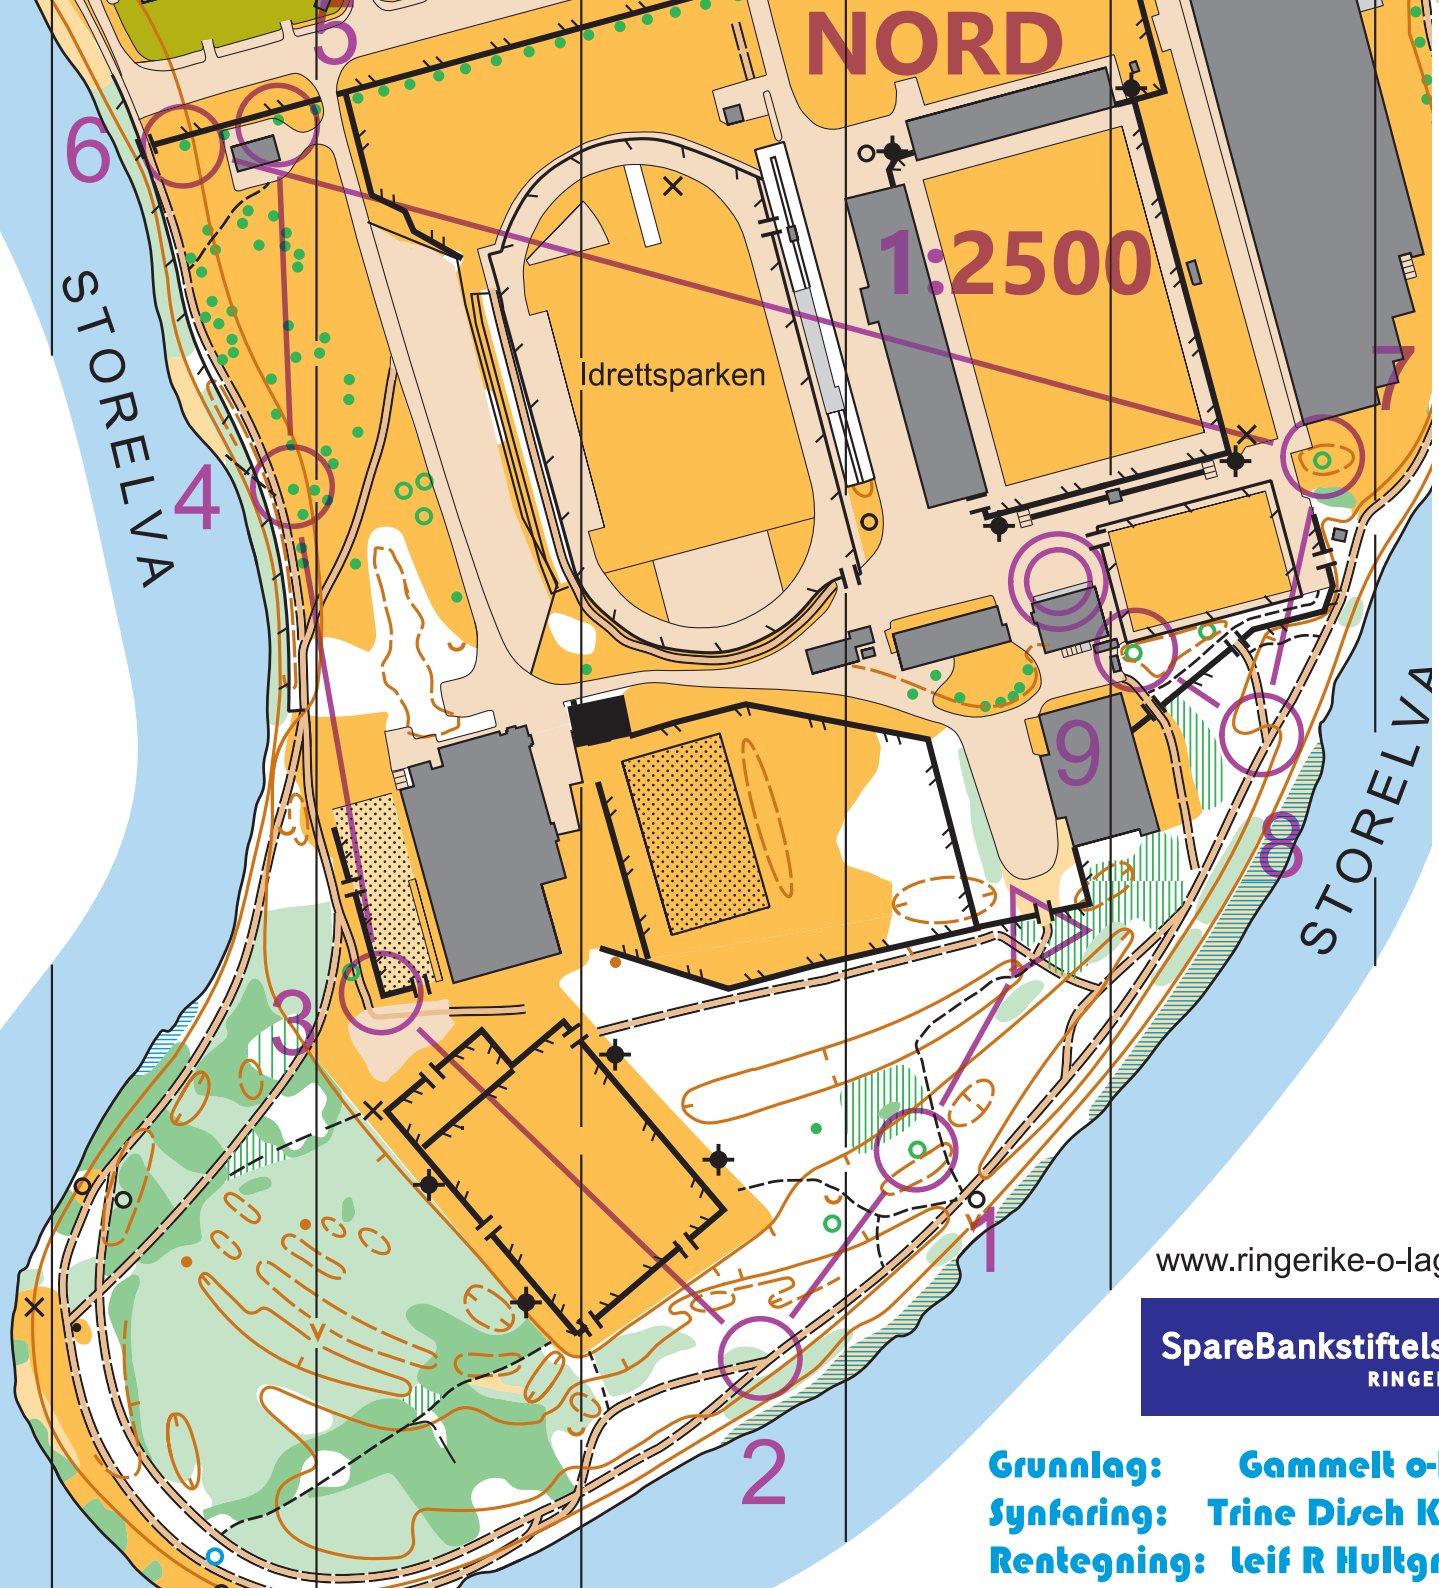 NORD
5
6
1:2500
STORELVA
7
Idrettsparken
4
STORELVA
9
8
3
1
www.ringerike-o-lag
SpareBankstiftels
RINGE
2
Grunnlag: Gammelt o-
Synfaring: Trine Disch K
Rentegning: Leif R Hultgr